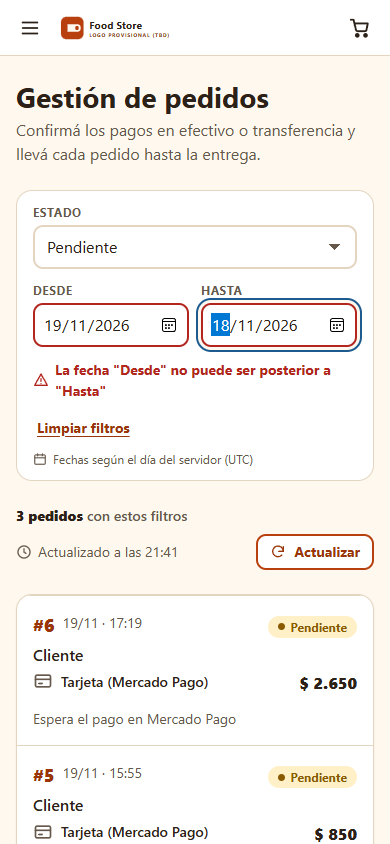 Food Store
LOGO PROVISIONAL (TBD)
Gestión de pedidos
Confirmá los pagos en efectivo o transferencia y
llevá cada pedido hasta la entrega.
ESTADO
Pendiente
DESDE HASTA
19/11/2026 18/11/2026
La fecha "Desde" no puede ser posterior a
"Hasta"
Limpiar filtros
Fechas según el día del servidor (UTC)
3 pedidos con estos filtros
Actualizado a las 21:41 Actualizar
#6 19/11 · 17:19 Pendiente
Cliente
Tarjeta (Mercado Pago) $ 2.650
Espera el pago en Mercado Pago
#5 19/11 · 15:55 Pendiente
Cliente
Tarjeta (Mercado Pago) $ 850